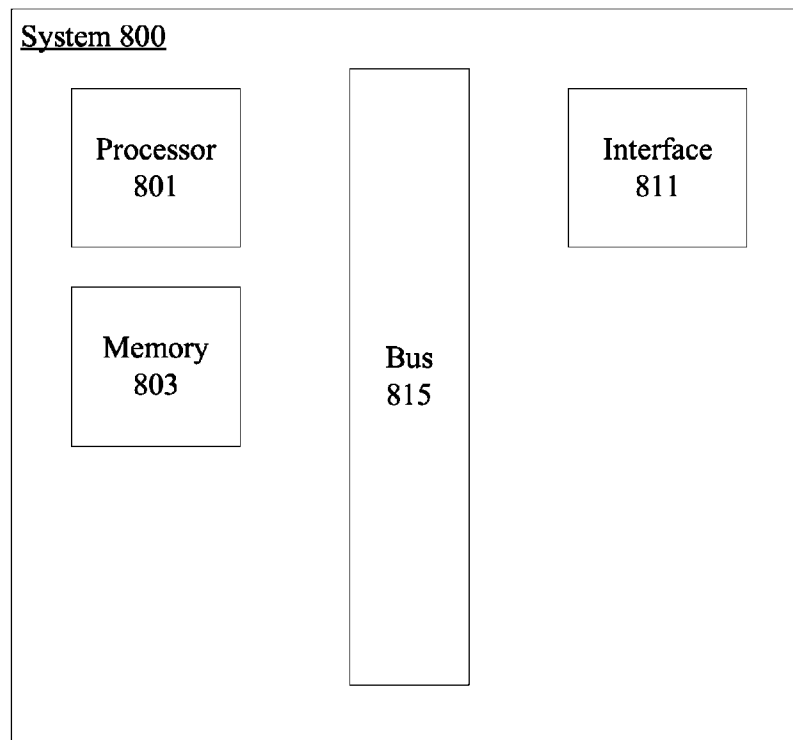 System 800
Processor
801
Interface
811
Memory
803
Bus
815